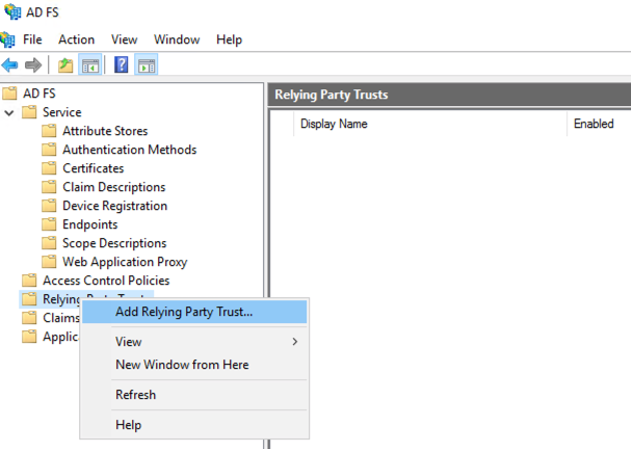 AD FS
File Action View Window Help
AD FS
Service
Attribute Stores
Authentication Methods
Certificates
Claim Descriptions
Device Registration
Endpoints
Scope Descriptions
Web Application Proxy
Access Control Policies
Relying
Claims
Add Relying Party Trust...
View
New Window from Here
Refresh
Help
Relying Party Trusts
Display Name Enabled